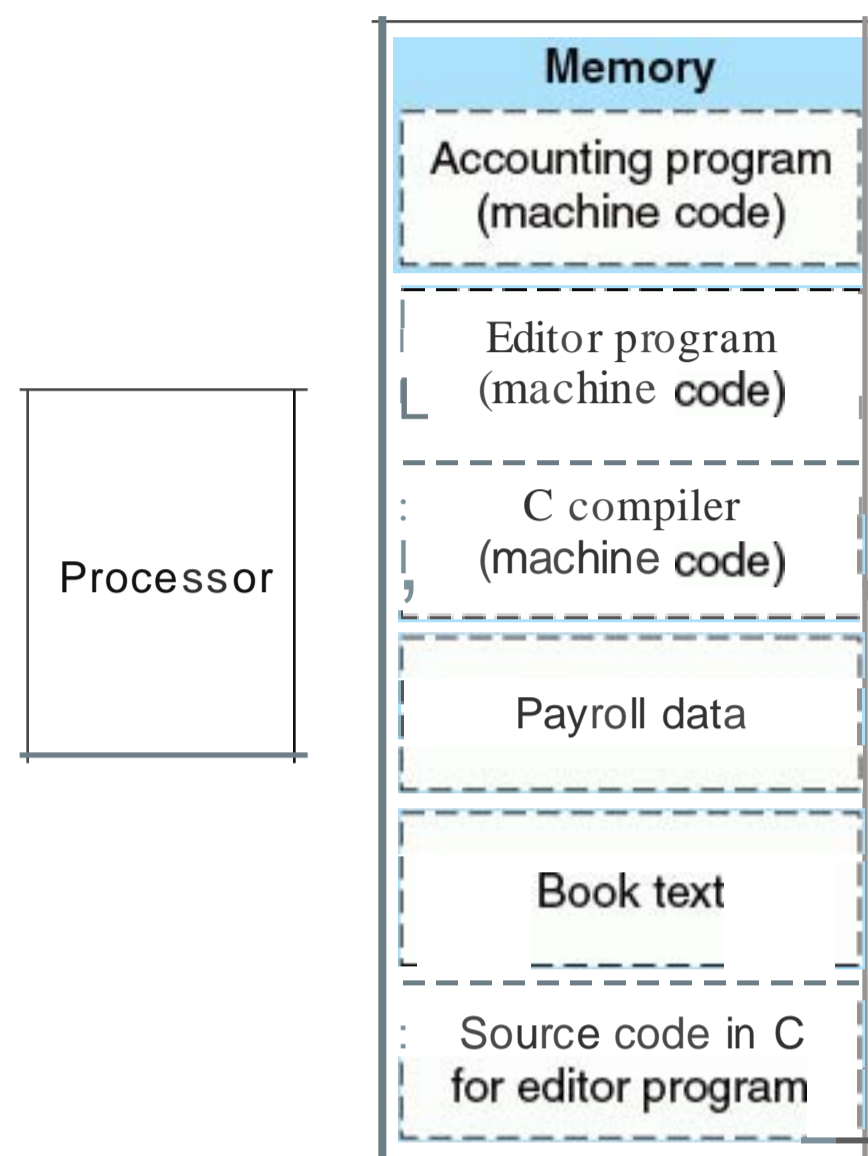 Memory
Accounting program
(machine code)
Editor program
(machine code)
C compiler
(machine code)
Processor
Payroll data
Book text
Source code in C
for editor program